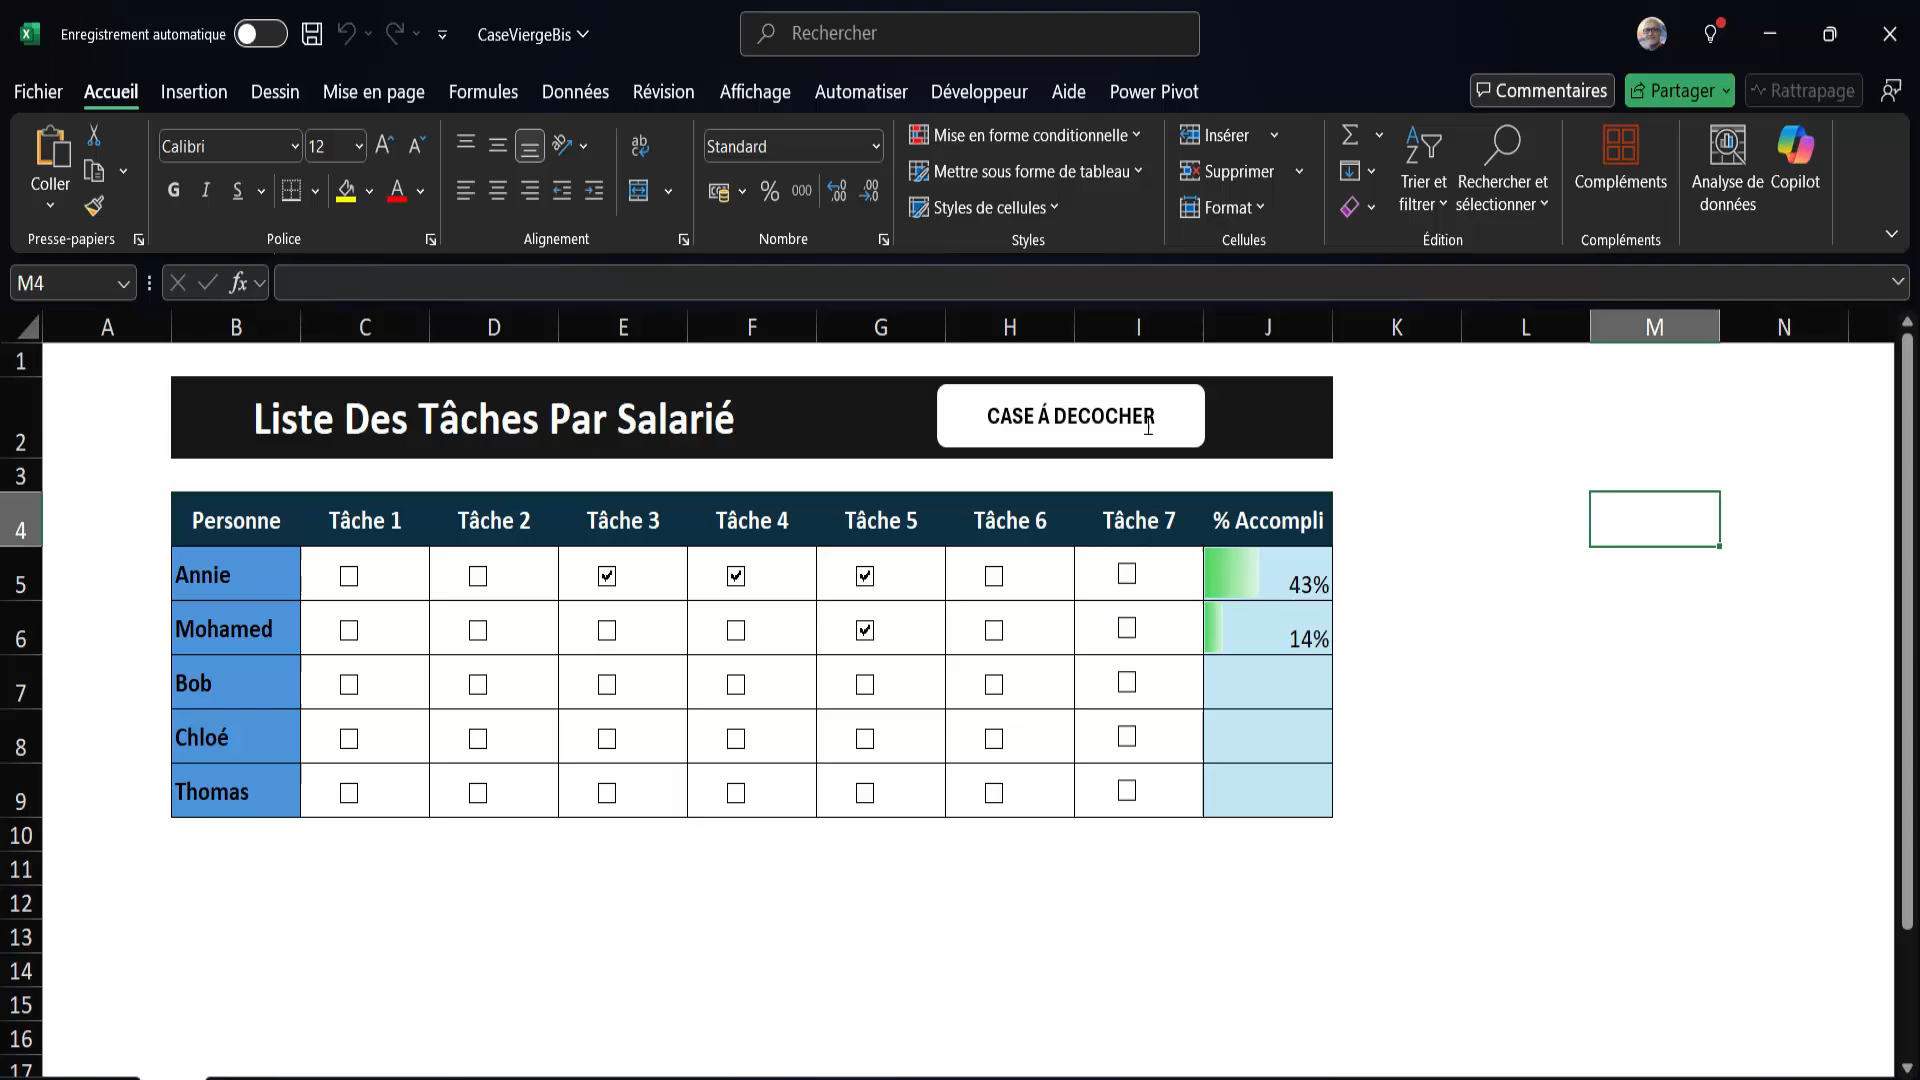 Enregistrement automatique
CaseViergeBis
Rechercher
Fichier Accueil Insertion Dessin Mise en page Formules Données Révision Affichage Automatiser Développeur Aide Power Pivot
Commentaires Partager Rattrapage
Coller
Presse-papiers
Calibri 12
G I S
Police
ab
Alignement
Standard
% 000
Nombre
Mise en forme conditionnelle
Mettre sous forme de tableau
Styles de cellules
Styles
Insérer
Supprimer
Format
Cellules
Trier et filtrer
Rechercher et sélectionner
Édition
Compléments
Compléments
Analyse de données
Copilot
M4
fx
A B C D E F G H I J K L M N
1
2 Liste Des Tâches Par Salarié CASE Á DECOCHER
3
4 Personne Tâche 1 Tâche 2 Tâche 3 Tâche 4 Tâche 5 Tâche 6 Tâche 7 % Accompli
5 Annie 43%
6 Mohamed 14%
7 Bob
8 Chloé
9 Thomas
10
11
12
13
14
15
16
17